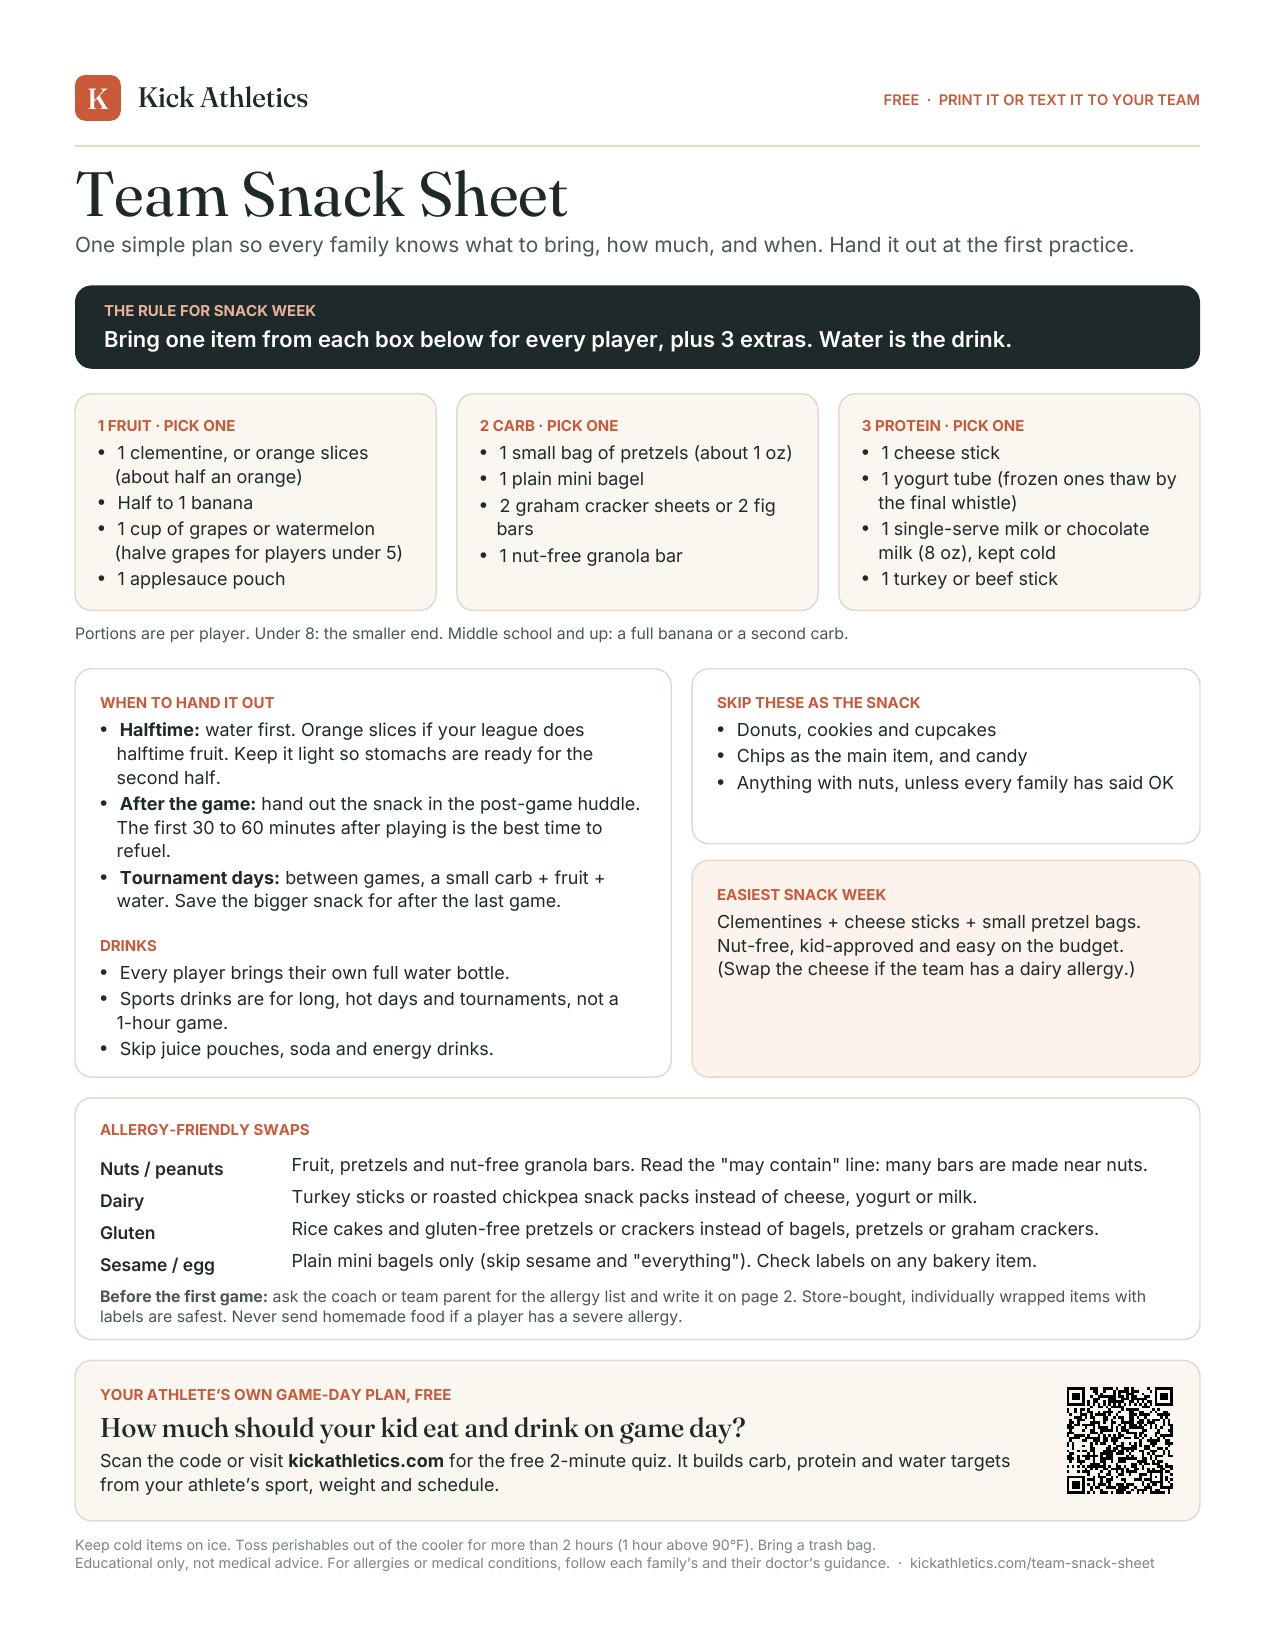 K
Kick Athletics
FREE · PRINT IT OR TEXT IT TO YOUR TEAM
Team Snack Sheet
One simple plan so every family knows what to bring, how much, and when. Hand it out at the first practice.
THE RULE FOR SNACK WEEK
Bring one item from each box below for every player, plus 3 extras. Water is the drink.
1 FRUIT · PICK ONE
• 1 clementine, or orange slices
(about half an orange)
• Half to 1 banana
• 1 cup of grapes or watermelon
(halve grapes for players under 5)
• 1 applesauce pouch
2 CARB · PICK ONE
• 1 small bag of pretzels (about 1 oz)
• 1 plain mini bagel
• 2 graham cracker sheets or 2 fig
bars
• 1 nut-free granola bar
3 PROTEIN · PICK ONE
• 1 cheese stick
• 1 yogurt tube (frozen ones thaw by
the final whistle)
• 1 single-serve milk or chocolate
milk (8 oz), kept cold
• 1 turkey or beef stick
Portions are per player. Under 8: the smaller end. Middle school and up: a full banana or a second carb.
WHEN TO HAND IT OUT
• Halftime: water first. Orange slices if your league does
halftime fruit. Keep it light so stomachs are ready for the
second half.
• After the game: hand out the snack in the post-game huddle.
The first 30 to 60 minutes after playing is the best time to
refuel.
• Tournament days: between games, a small carb + fruit +
water. Save the bigger snack for after the last game.
DRINKS
• Every player brings their own full water bottle.
• Sports drinks are for long, hot days and tournaments, not a
1-hour game.
• Skip juice pouches, soda and energy drinks.
SKIP THESE AS THE SNACK
• Donuts, cookies and cupcakes
• Chips as the main item, and candy
• Anything with nuts, unless every family has said OK
EASIEST SNACK WEEK
Clementines + cheese sticks + small pretzel bags.
Nut-free, kid-approved and easy on the budget.
(Swap the cheese if the team has a dairy allergy.)
ALLERGY-FRIENDLY SWAPS
Nuts / peanuts Fruit, pretzels and nut-free granola bars. Read the "may contain" line: many bars are made near nuts.
Dairy Turkey sticks or roasted chickpea snack packs instead of cheese, yogurt or milk.
Gluten Rice cakes and gluten-free pretzels or crackers instead of bagels, pretzels or graham crackers.
Sesame / egg Plain mini bagels only (skip sesame and "everything"). Check labels on any bakery item.
Before the first game: ask the coach or team parent for the allergy list and write it on page 2. Store-bought, individually wrapped items with
labels are safest. Never send homemade food if a player has a severe allergy.
YOUR ATHLETE’S OWN GAME-DAY PLAN, FREE
How much should your kid eat and drink on game day?
Scan the code or visit kickathletics.com for the free 2-minute quiz. It builds carb, protein and water targets
from your athlete’s sport, weight and schedule.
Keep cold items on ice. Toss perishables out of the cooler for more than 2 hours (1 hour above 90°F). Bring a trash bag.
Educational only, not medical advice. For allergies or medical conditions, follow each family’s and their doctor’s guidance. · kickathletics.com/team-snack-sheet